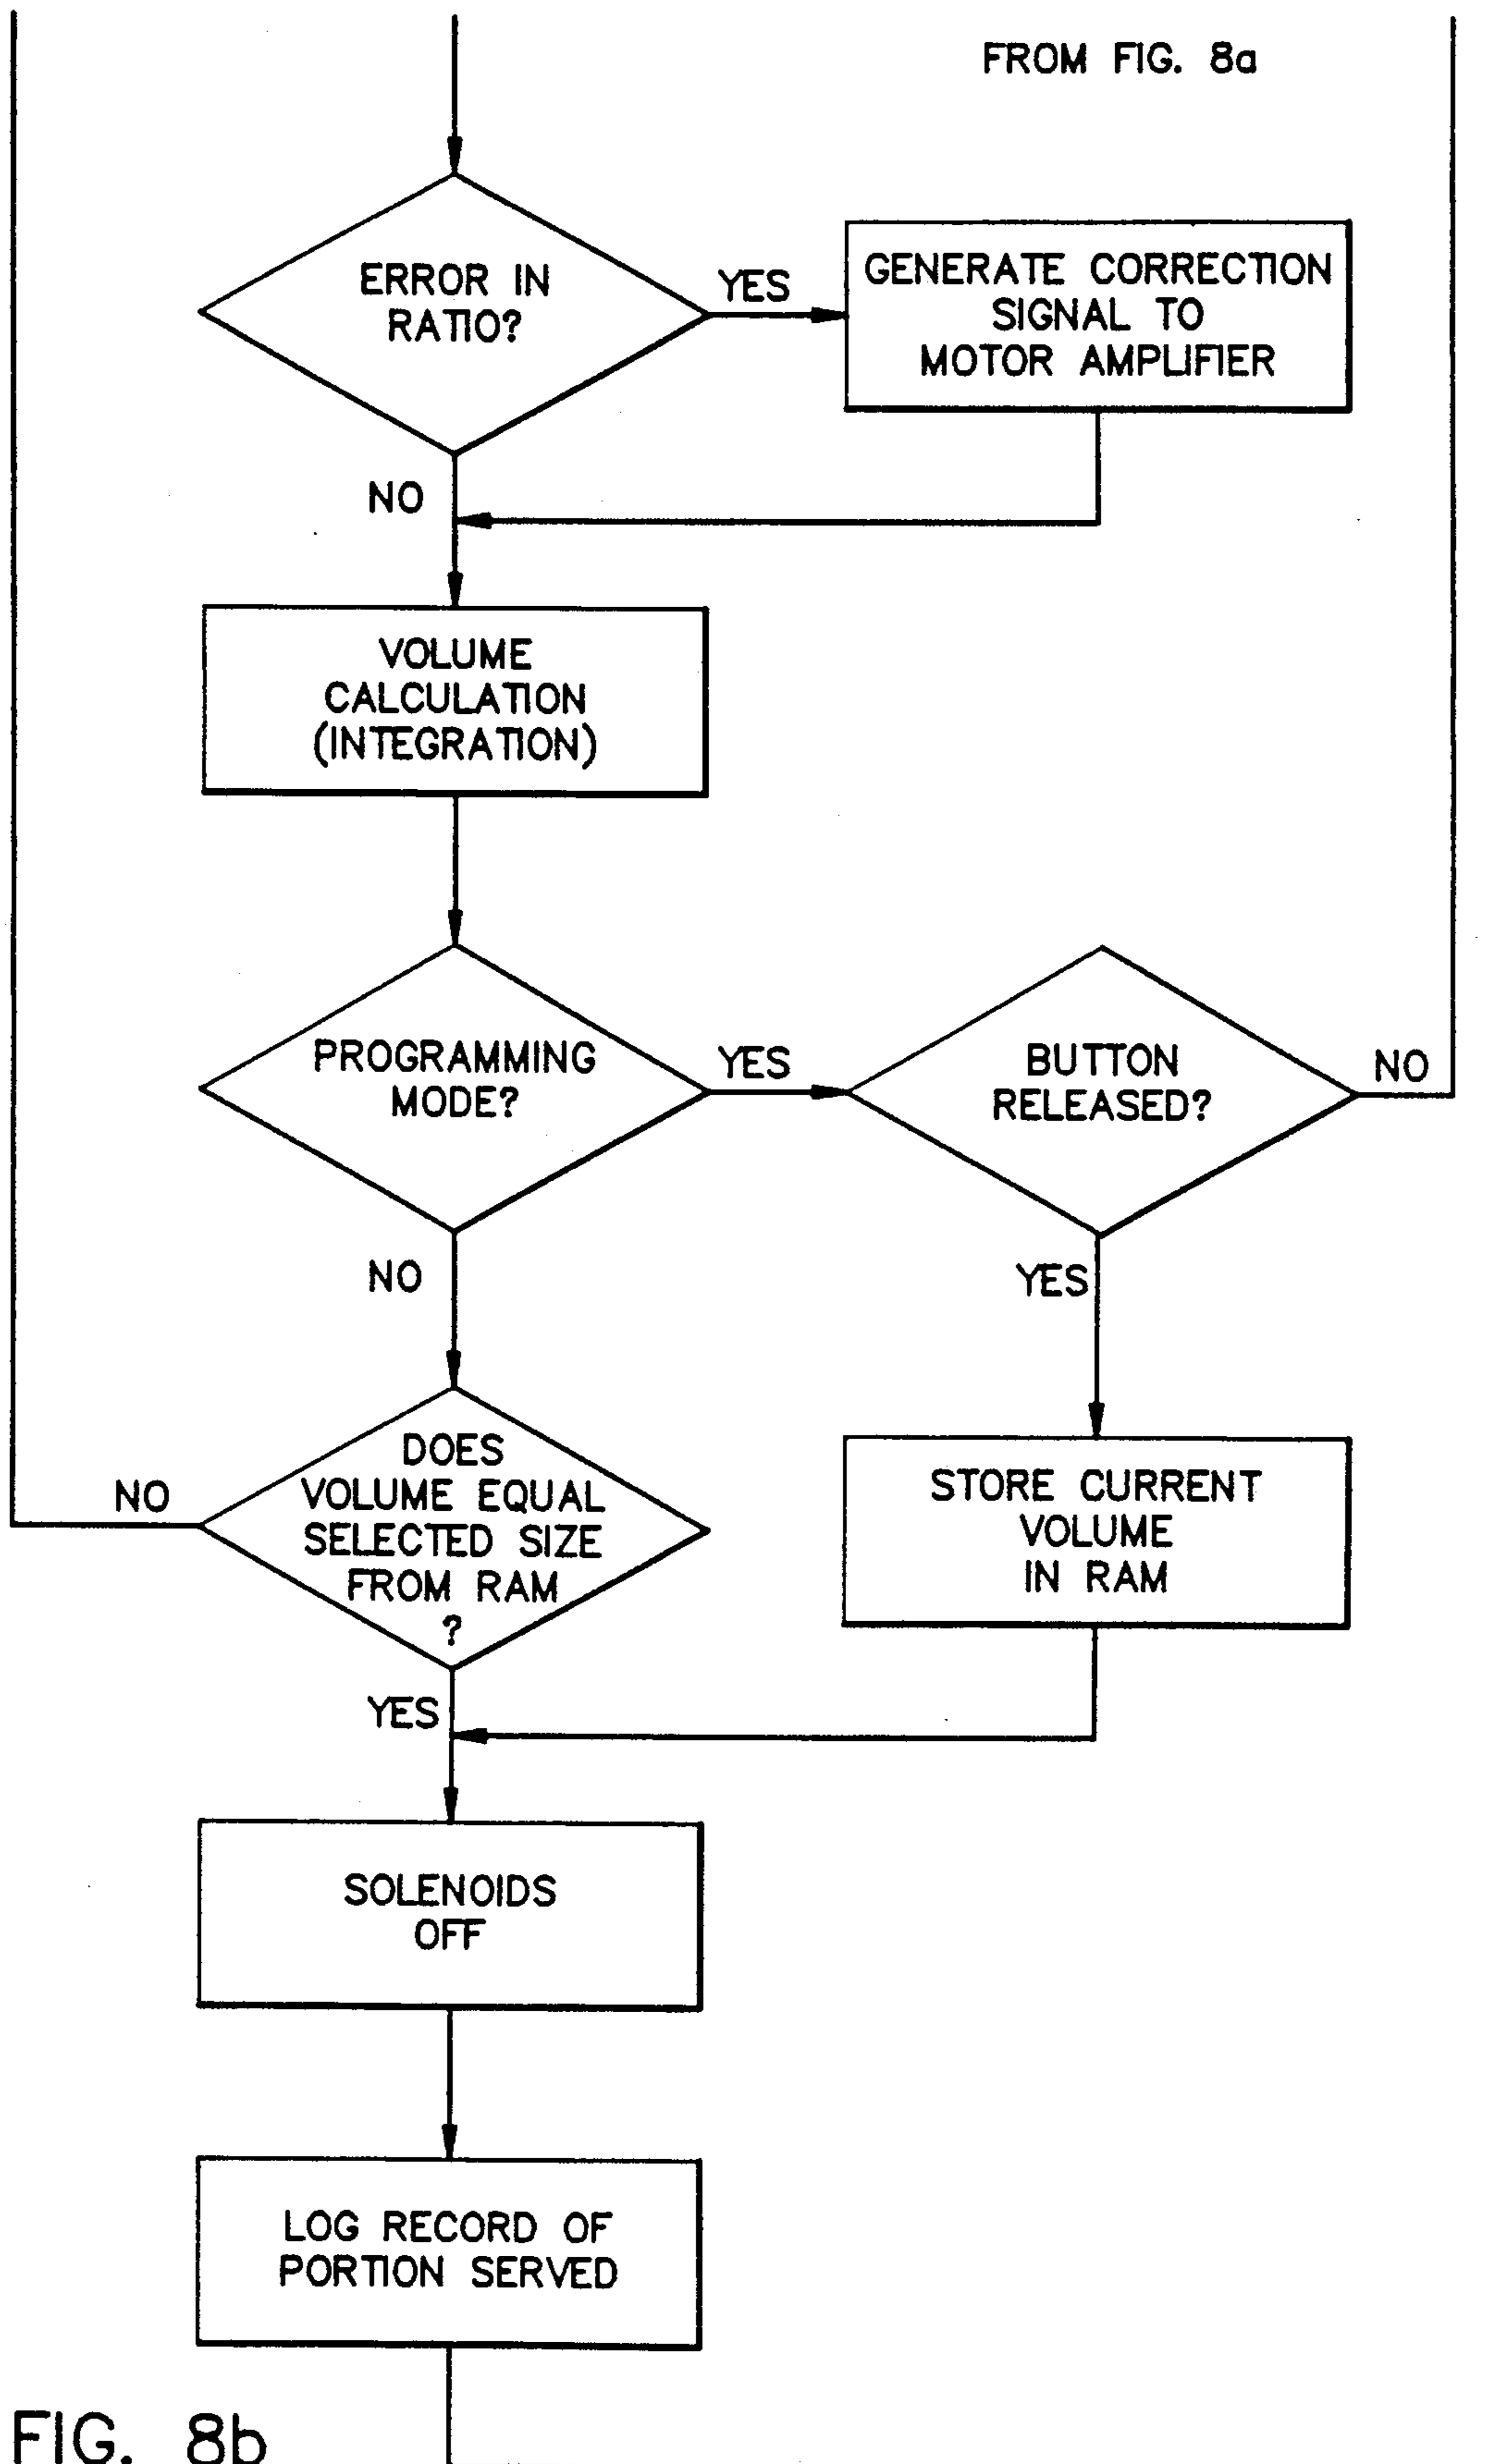 FROM FIG. 8a
ERROR IN
RATIO?
YES
GENERATE CORRECTION
SIGNAL TO
MOTOR AMPLIFIER
NO
VOLUME
CALCULATION
(INTEGRATION)
PROGRAMMING
MODE?
YES
BUTTON
RELEASED?
NO
NO
YES
DOES
VOLUME EQUAL
SELECTED SIZE
FROM RAM
?
NO
STORE CURRENT
VOLUME
IN RAM
YES
SOLENOIDS
OFF
LOG RECORD OF
PORTION SERVED
FIG. 8b